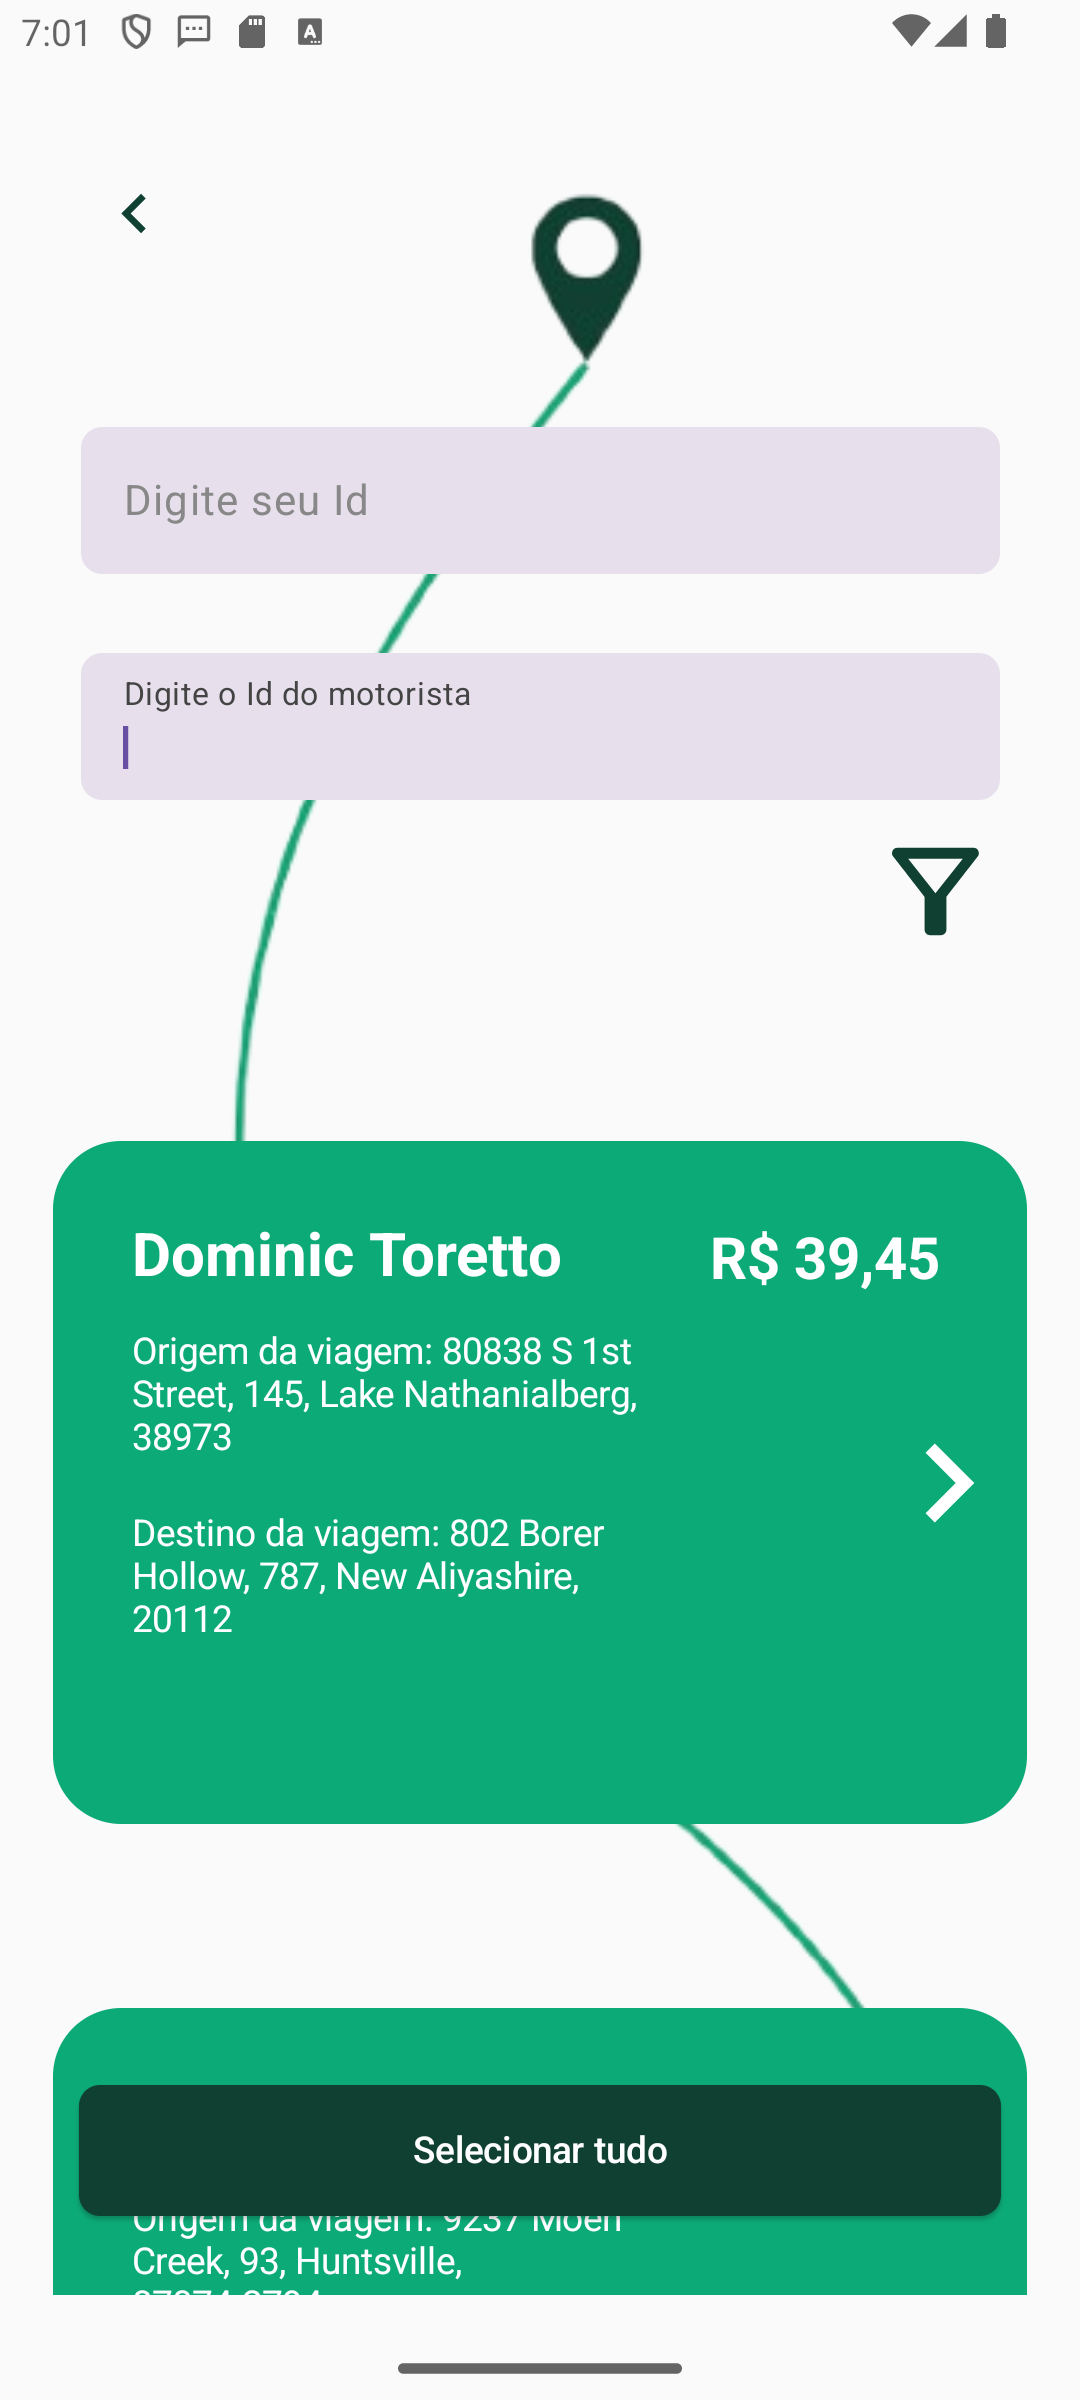 7:01
Digite seu Id
Digite o Id do motorista
Dominic Toretto
R$ 39,45
Origem da viagem: 80838 S 1st
Street, 145, Lake Nathanialberg,
38973
Destino da viagem: 802 Borer
Hollow, 787, New Aliyashire,
20112
Selecionar tudo
Origem da viagem: 9237 Moen
Creek, 93, Huntsville,